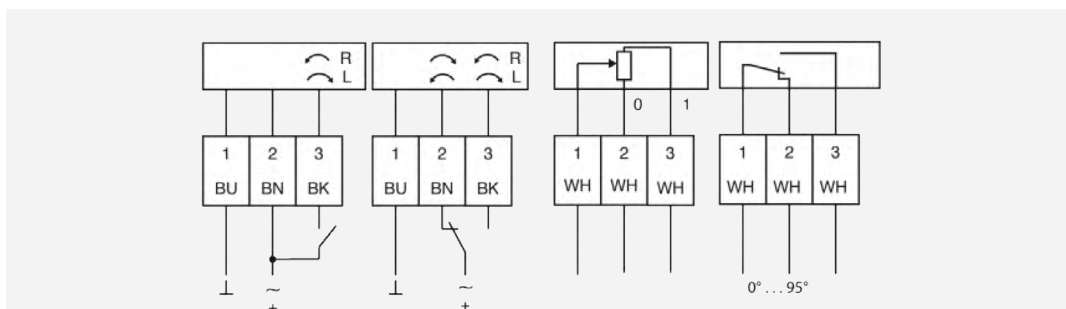 R R
L L
0 1
1 2 3 1 2 3 1 2 3 1 2 3
BU BN BK BU BN BK WH WH WH WH WH WH
⊥ ~ ⊥ ~ 0° . . . 95°
+ +